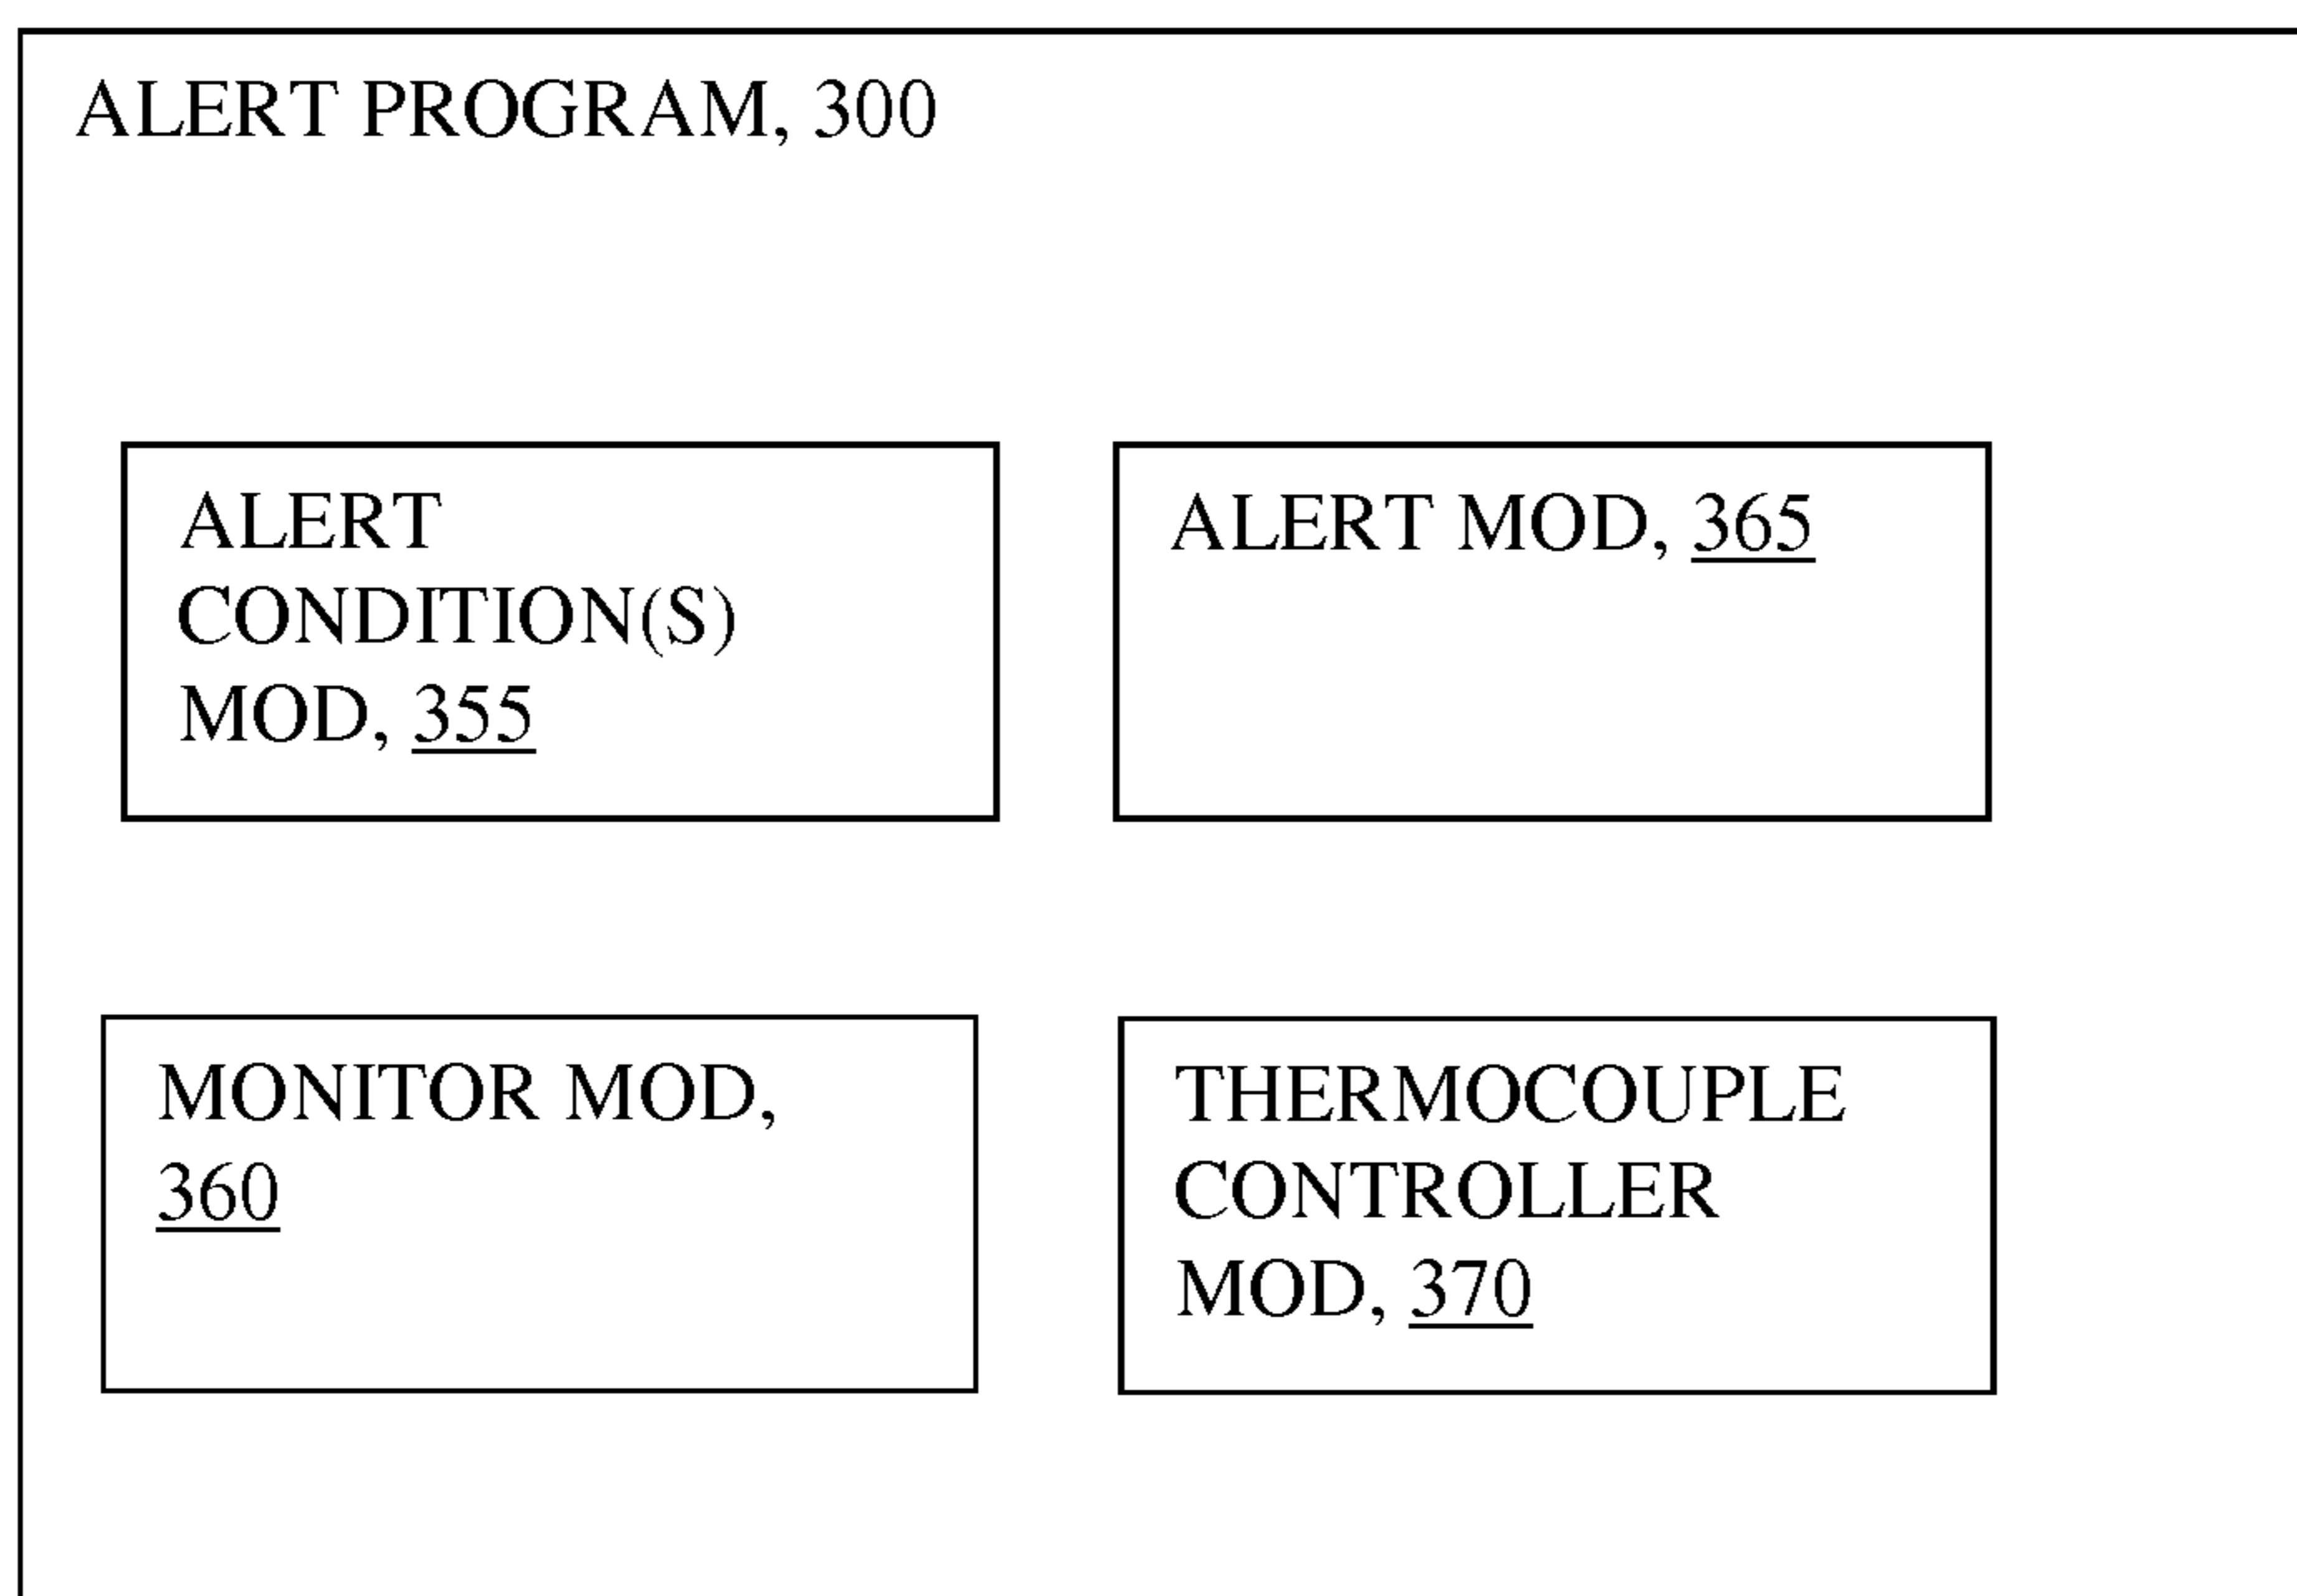 ALERT PROGRAM, 300
ALERT
CONDITION(S)
MOD, 355
ALERT MOD, 365
MONITOR MOD,
360
THERMOCOUPLE
CONTROLLER
MOD, 370